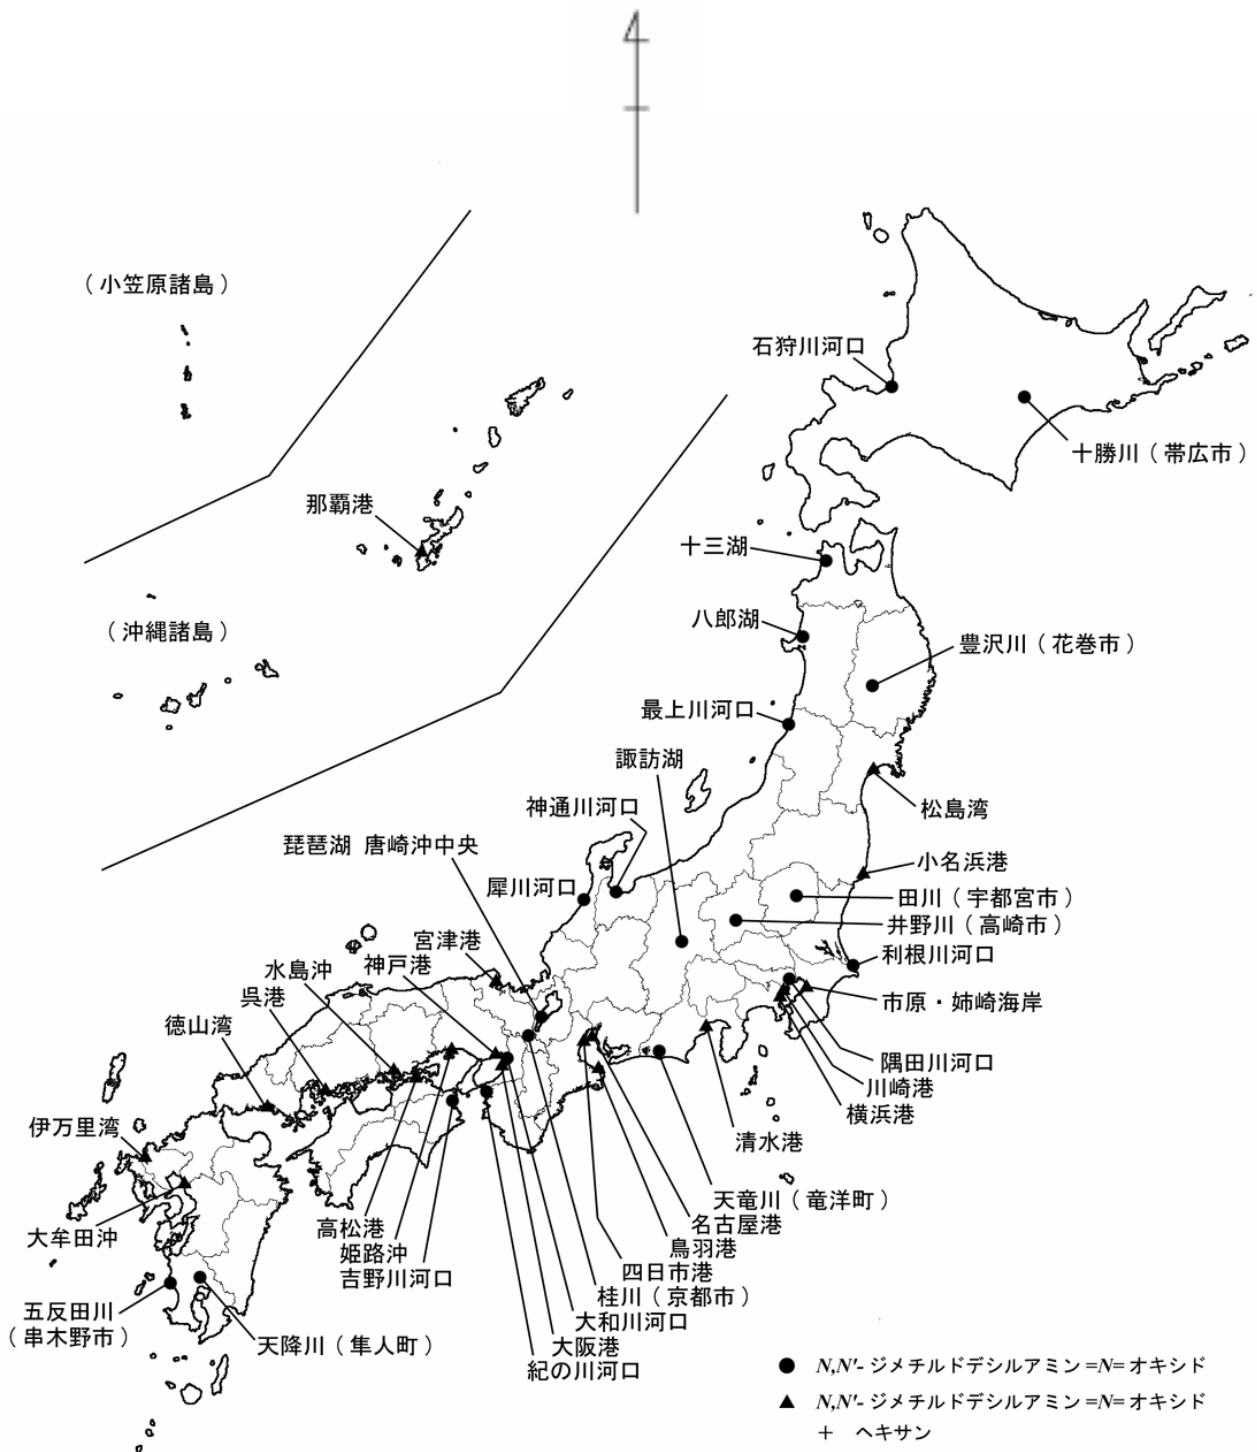 (小笠原諸島)
石狩川河口
十勝川(帯広市)
那覇港
十三湖
(沖縄諸島)
八郎湖
豊沢川(花巻市)
最上川河口
諏訪湖
神通川河口
松島湾
琵琶湖 唐崎沖中央
小名浜港
犀川河口
田川(宇都宮市)
井野川(高崎市)
宮津港
利根川河口
神戸港
水島沖
呉港
市原・姉崎海岸
徳山湾
隅田川河口
川崎港
横浜港
伊万里湾
清水港
天竜川(竜洋町)
名古屋港
高松港
大牟田沖
鳥羽港
姫路沖
四日市港
吉野川河口
桂川(京都市)
五反田川
(串木野市)
大和川河口
天降川(隼人町)
大阪港
紀の川河口
● N,N'-ジメチルドデシルアミン=N=オキシド
▲ N,N'-ジメチルドデシルアミン=N=オキシド
+ ヘキサン